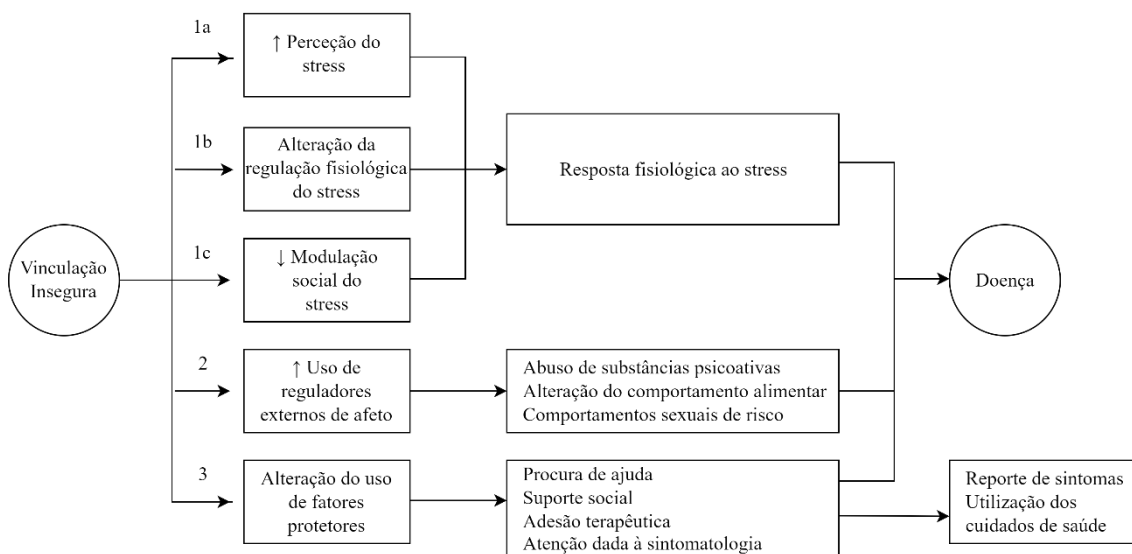 1a
↑ Perceção do
stress
1b
Alteração da
regulação fisiológica
do stress
Resposta fisiológica ao stress
1c
↓ Modulação
social do
stress
Vinculação
Insegura
Doença
2
↑ Uso de
reguladores
externos de afeto
Abuso de substâncias psicoativas
Alteração do comportamento alimentar
Comportamentos sexuais de risco
3
Alteração do uso
de fatores
protetores
Procura de ajuda
Suporte social
Adesão terapêutica
Atenção dada à sintomatologia
Reporte de sintomas
Utilização dos
cuidados de saúde